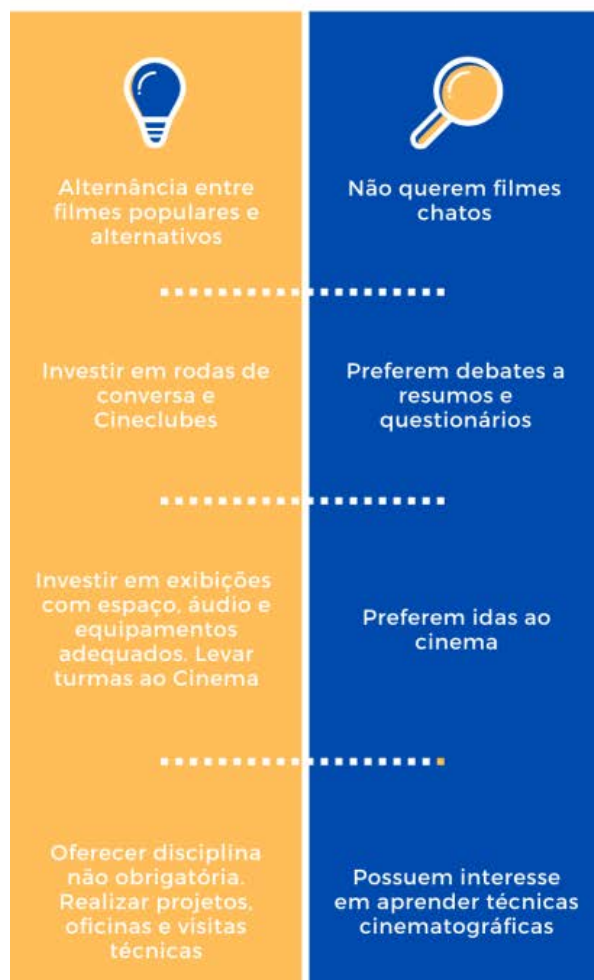 Alternância entre
filmes populares e
alternativos
Não querem filmes
chatos
Investir em rodas de
conversa e
Cineclubes
Preferem debates a
resumos e
questionários
Investir em exibições
com espaço, áudio e
equipamentos
adequados. Levar
turmas ao Cinema
Preferem idas ao
cinema
Oferecer disciplina
não obrigatória.
Realizar projetos,
oficinas e visitas
técnicas
Possuem interesse
em aprender técnicas
cinematográficas